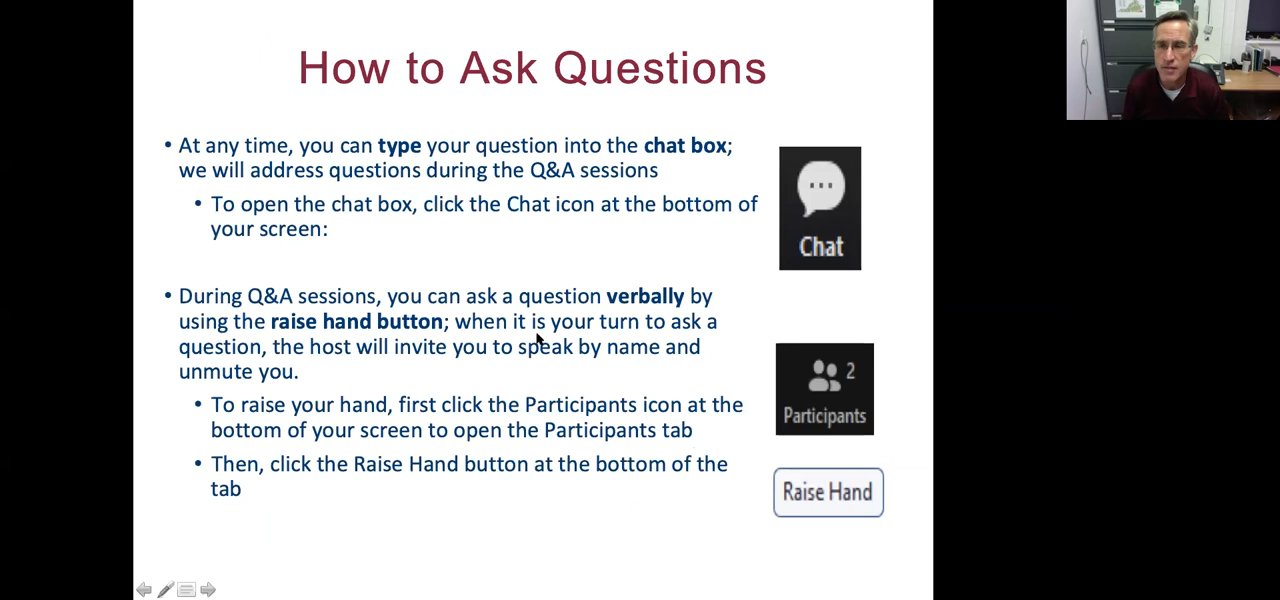 How to Ask Questions
• At any time, you can type your question into the chat box;
we will address questions during the Q&A sessions
• To open the chat box, click the Chat icon at the bottom of
your screen:
Chat
• During Q&A sessions, you can ask a question verbally by
using the raise hand button; when it is your turn to ask a
question, the host will invite you to speak by name and
unmute you.
2
Participants
• To raise your hand, first click the Participants icon at the
bottom of your screen to open the Participants tab
• Then, click the Raise Hand button at the bottom of the
tab
Raise Hand